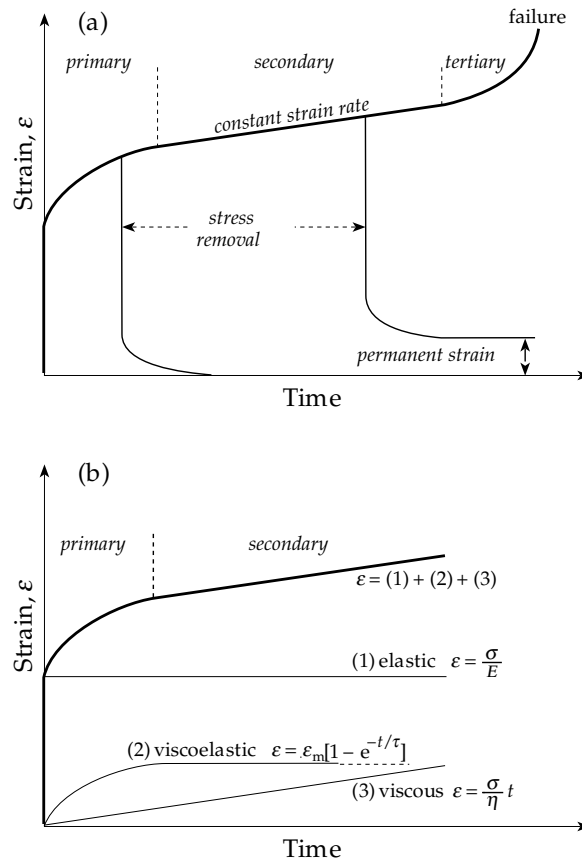 (a)
failure
primary
secondary
tertiary
constant strain rate
Strain, ε
stress
removal
permanent strain
Time
(b)
primary
secondary
ε = (1) + (2) + (3)
Strain, ε
(1) elastic ε = σ/E
(2) viscoelastic ε = εm[1 − e−t/τ]
(3) viscous ε = σ/η t
Time